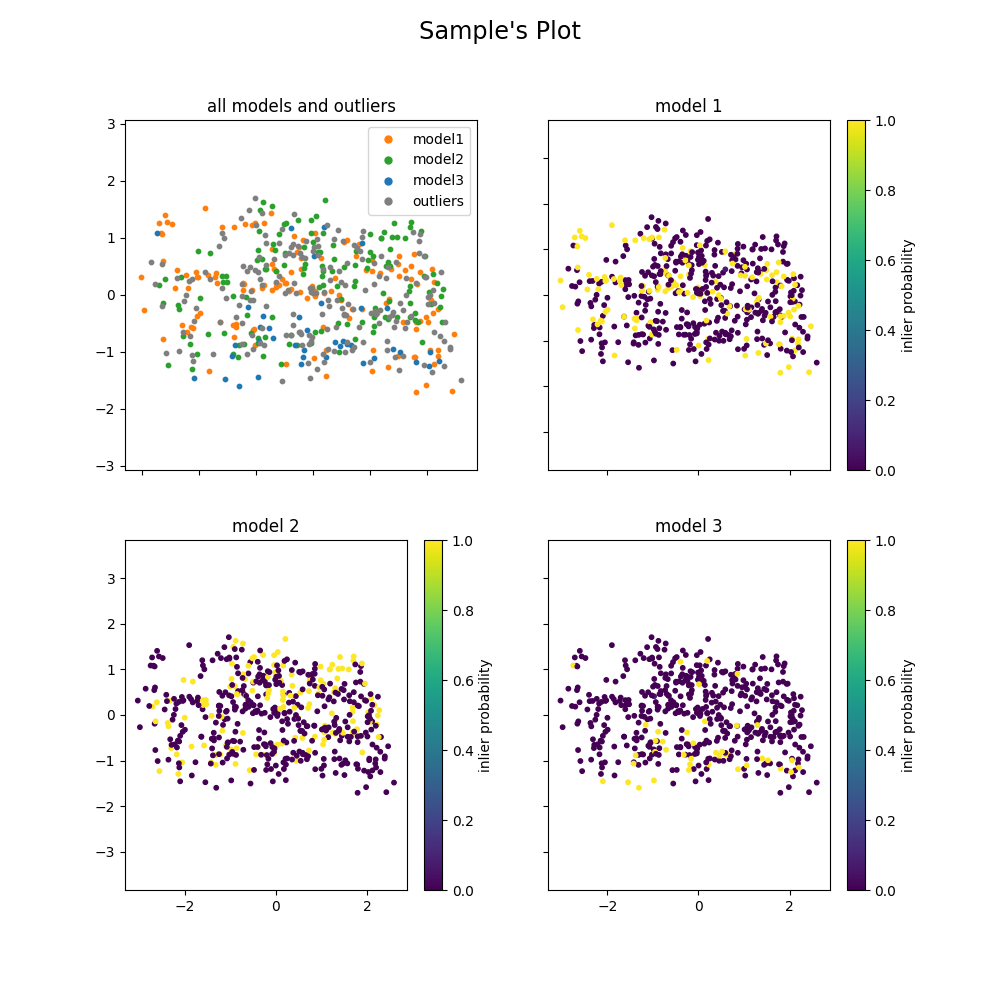 Sample's Plot
all models and outliers
model1
model2
model3
outliers
3
2
1
0
−1
−2
−3
model 1
1.0
0.8
0.6
0.4
0.2
0.0
inlier probability
model 2
3
2
1
0
−1
−2
−3
−2 0 2
1.0
0.8
0.6
0.4
0.2
0.0
inlier probability
model 3
−2 0 2
1.0
0.8
0.6
0.4
0.2
0.0
inlier probability